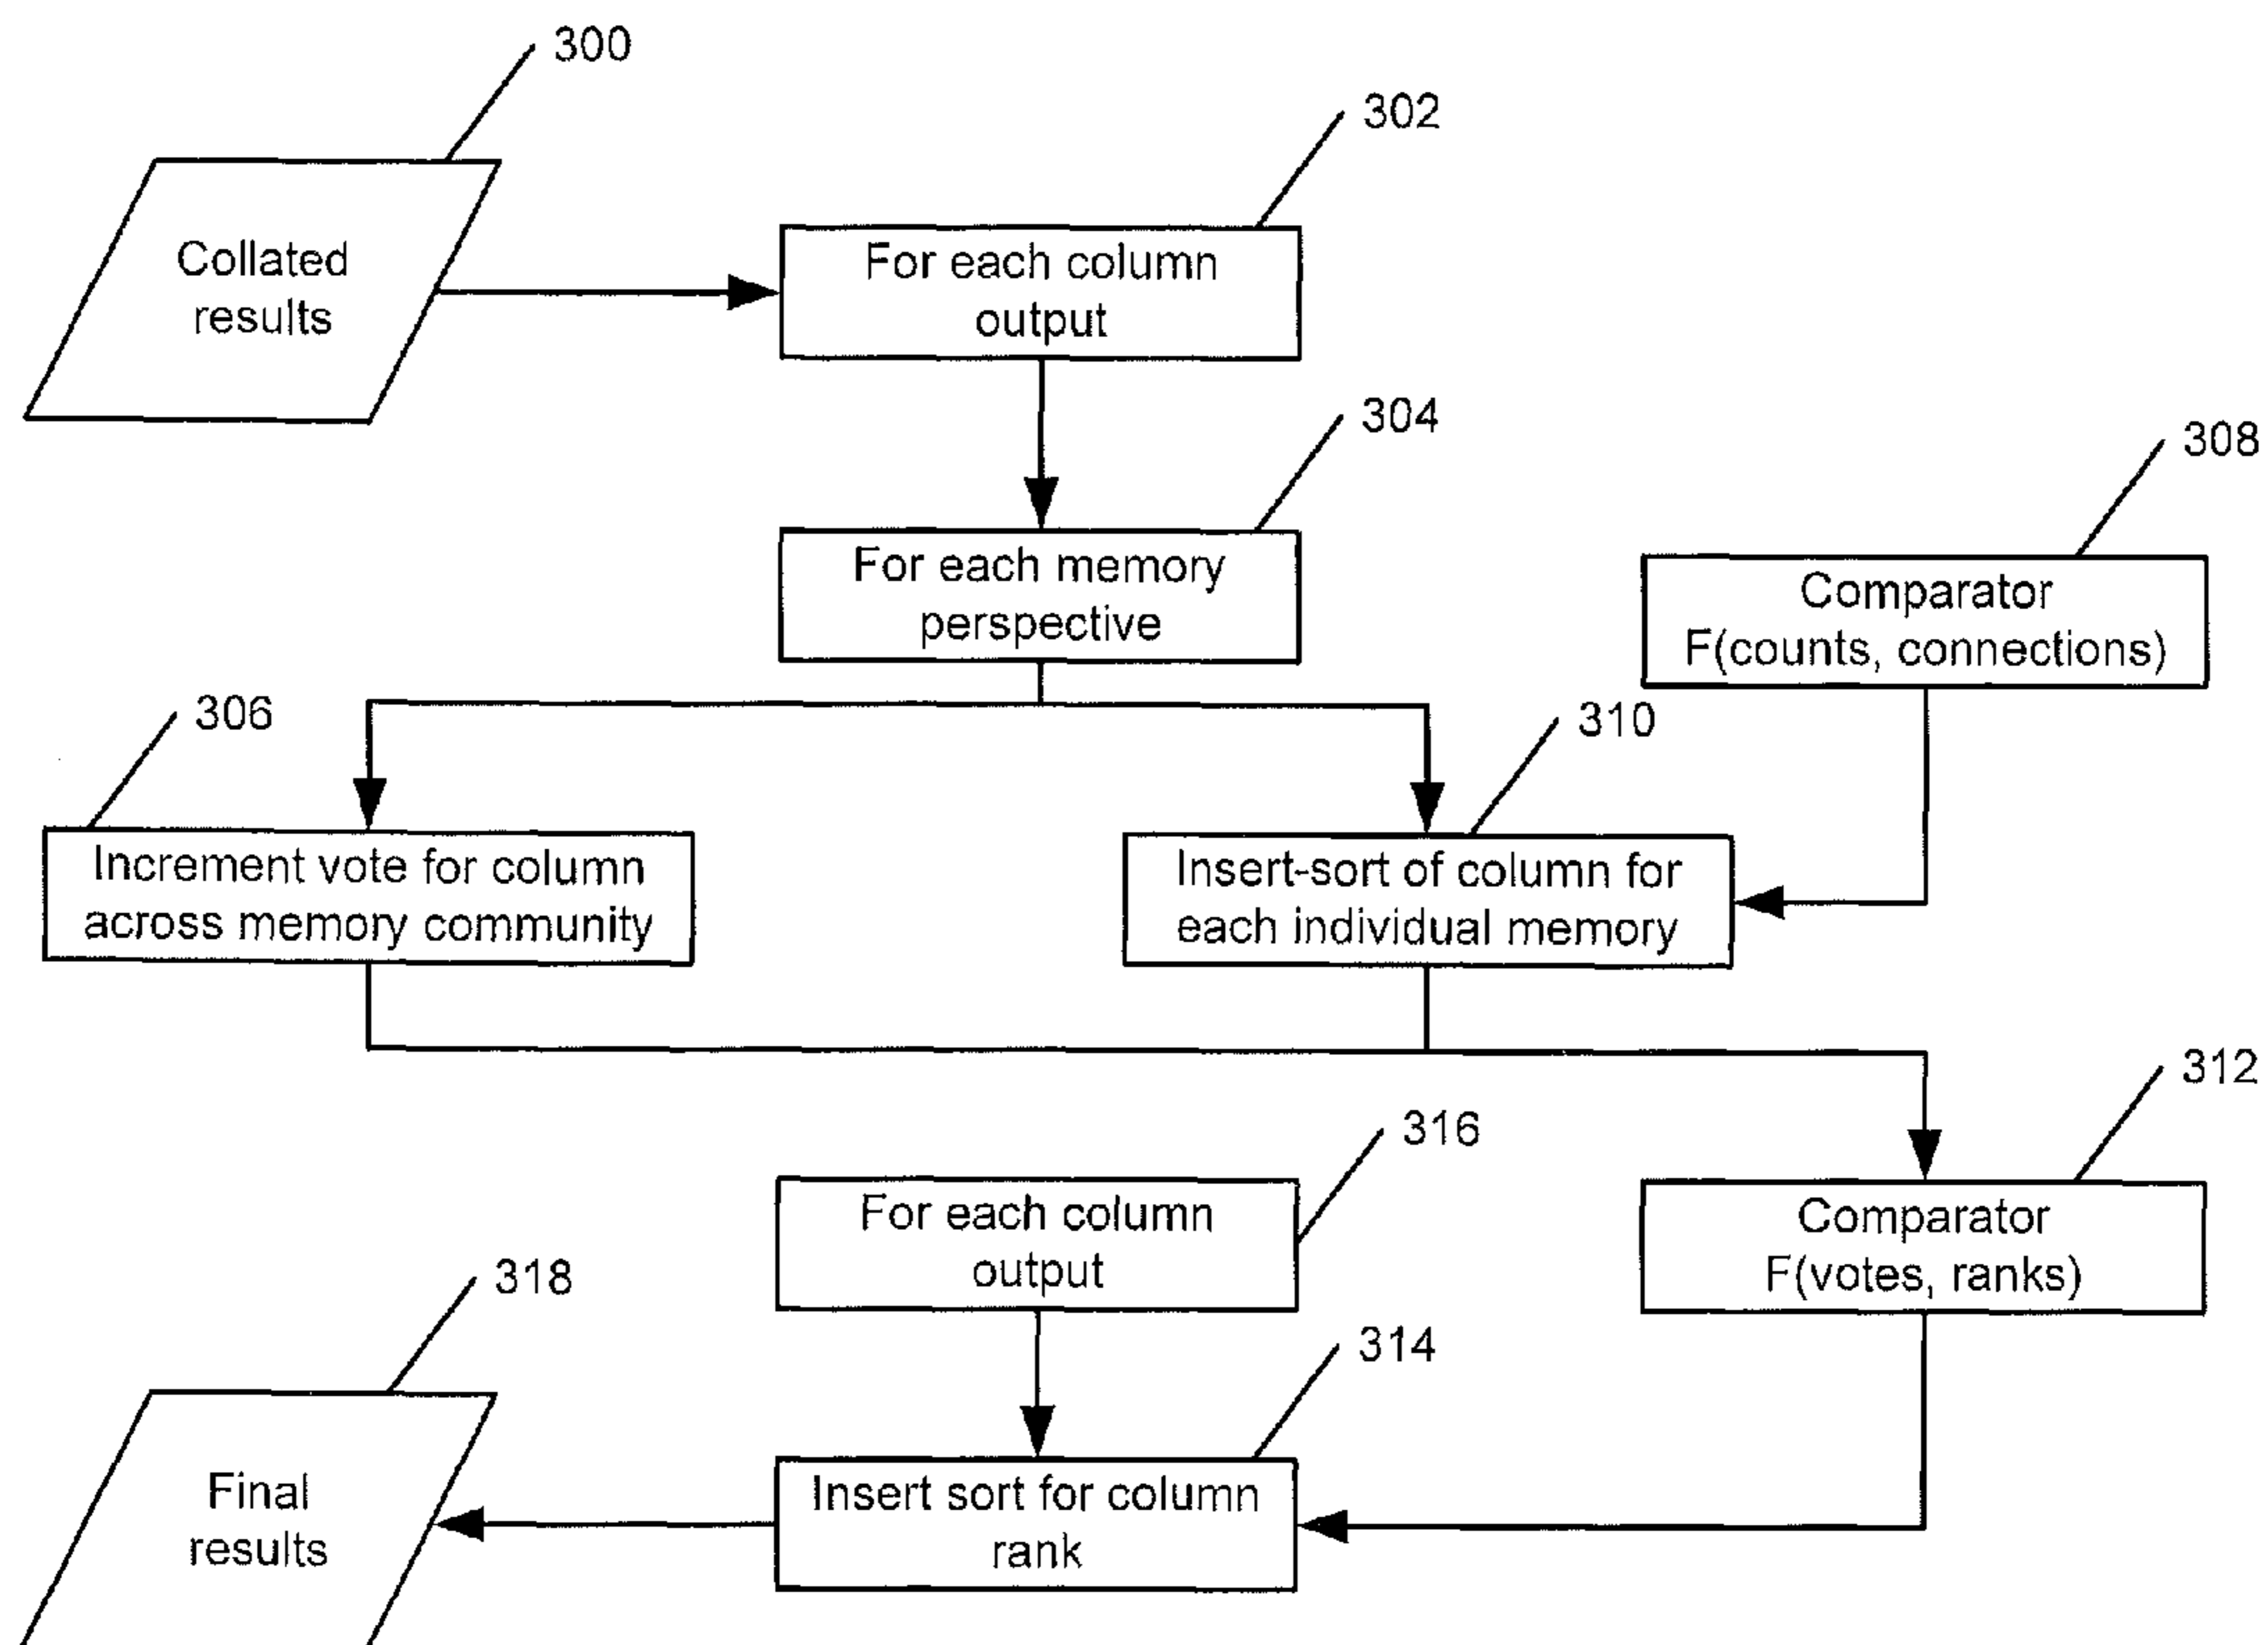 300
302
Collated
results
For each column
output
304
308
For each memory
perspective
Comparator
F(counts, connections)
306
310
Increment vote for column
across memory community
Insert-sort of column for
each individual memory
312
316
For each column
output
Comparator
F(votes, ranks)
318
314
Final
results
Insert sort for column
rank